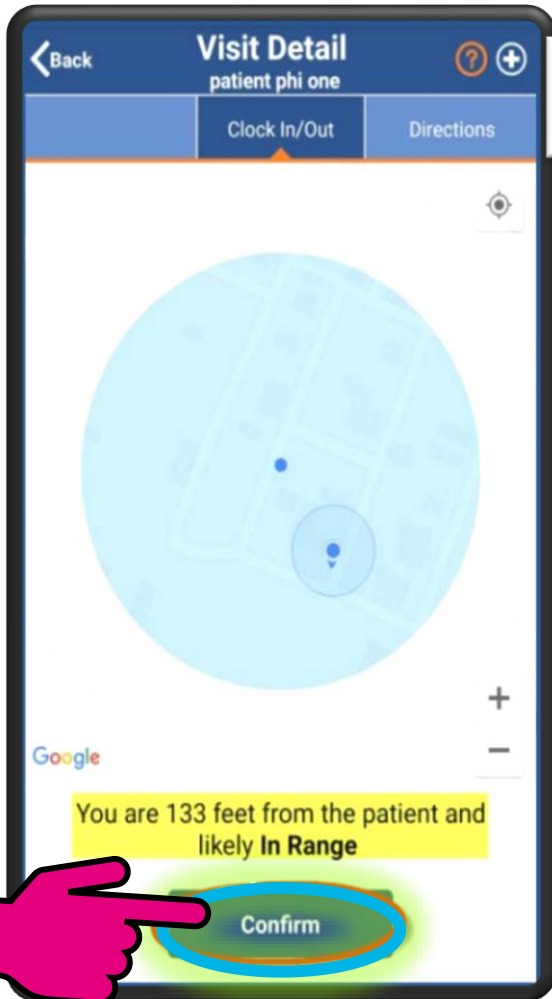 Back
Visit Detail
patient phi one
?
Clock In/Out
Directions
+
−
Google
You are 133 feet from the patient and
likely In Range
Confirm